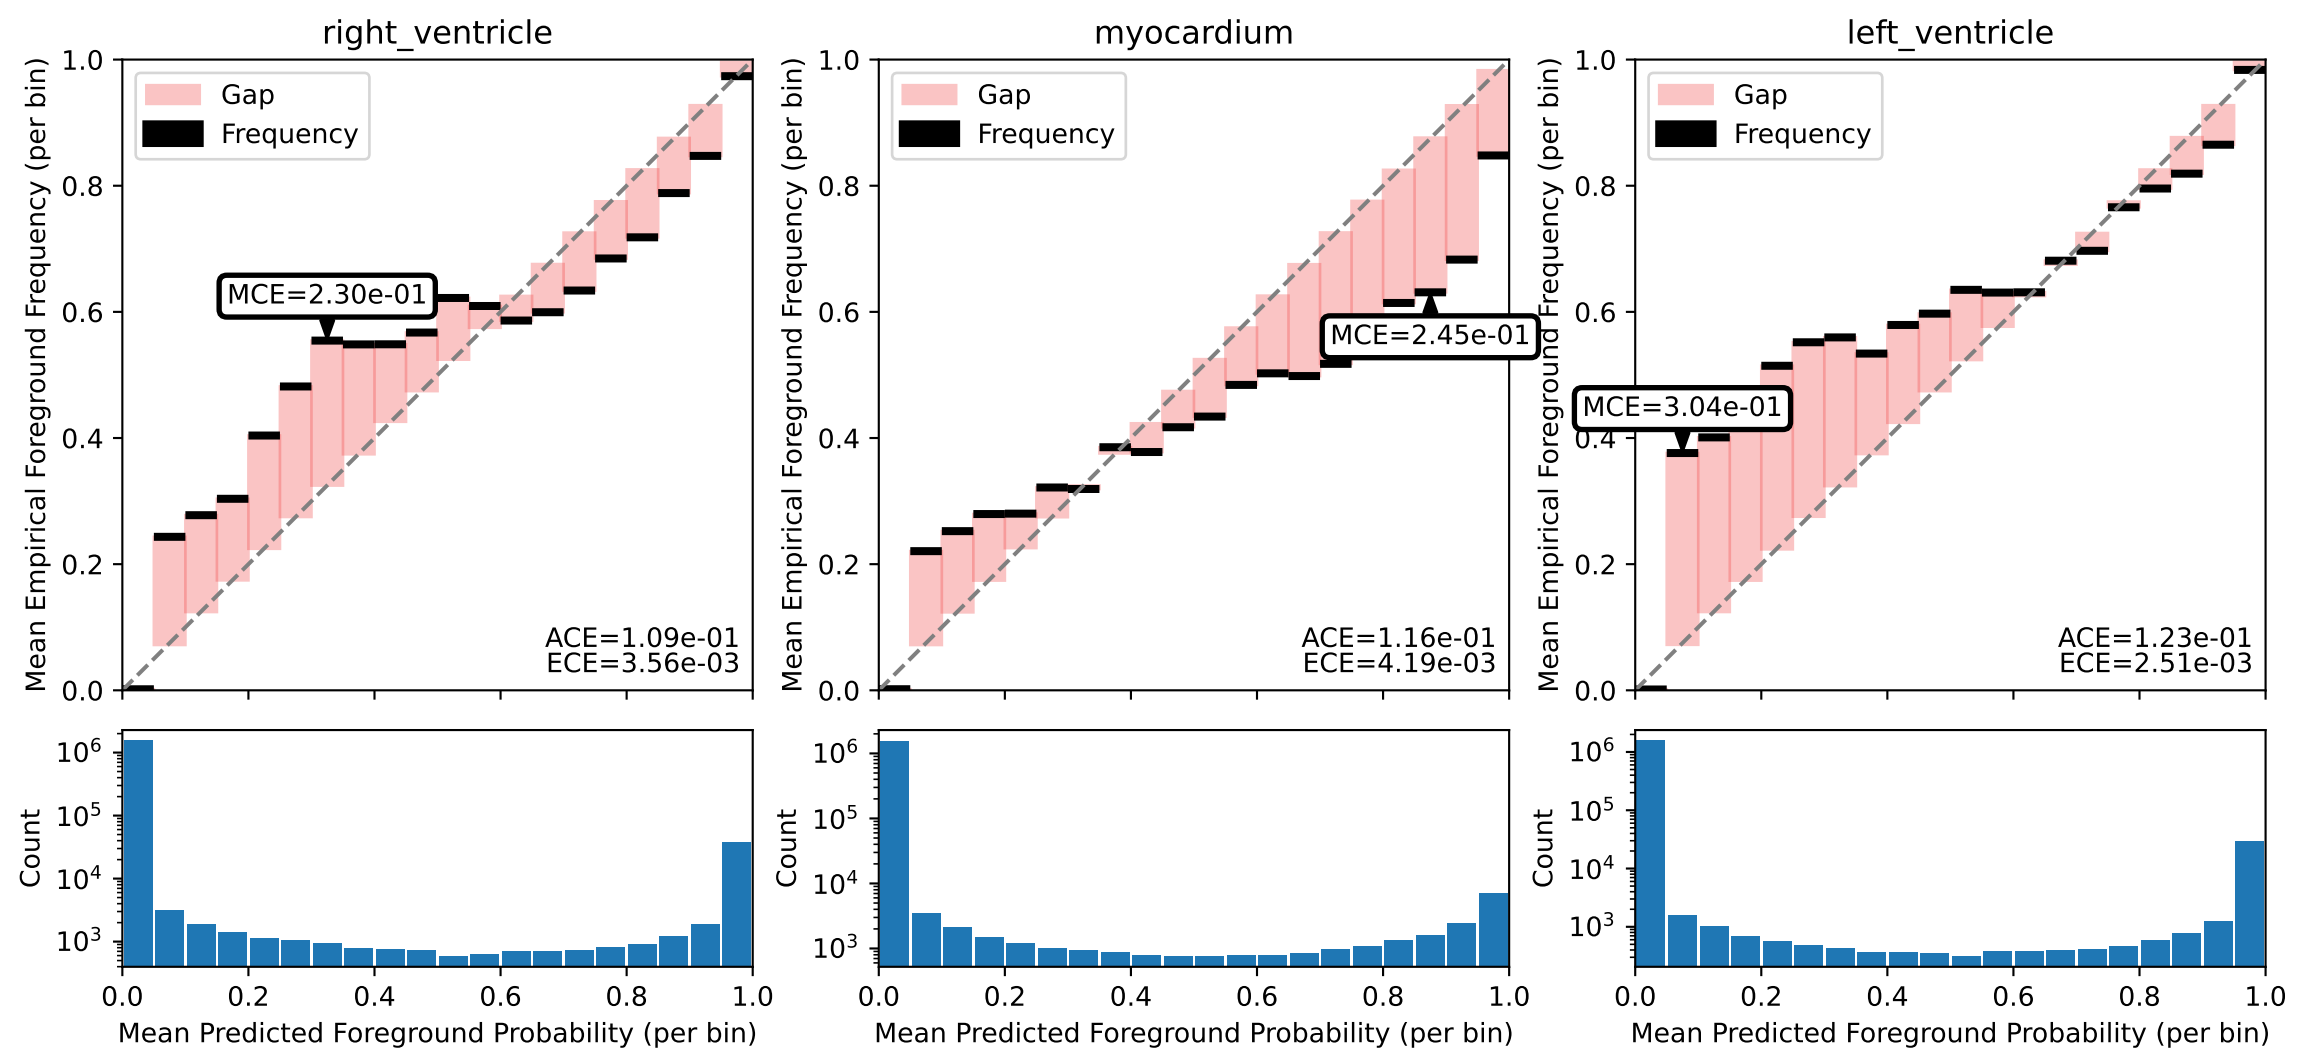 right_ventricle
Mean Empirical Foreground Frequency (per bin)
1.0
0.8
0.6
0.4
0.2
0.0
Gap
Frequency
MCE=2.30e-01
ACE=1.09e-01
ECE=3.56e-03
Count
10⁶
10⁵
10⁴
10³
0.0 0.2 0.4 0.6 0.8 1.0
Mean Predicted Foreground Probability (per bin)
myocardium
Mean Empirical Foreground Frequency (per bin)
1.0
0.8
0.6
0.4
0.2
0.0
Gap
Frequency
MCE=2.45e-01
ACE=1.16e-01
ECE=4.19e-03
Count
10⁶
10⁵
10⁴
10³
0.0 0.2 0.4 0.6 0.8 1.0
Mean Predicted Foreground Probability (per bin)
left_ventricle
Mean Empirical Foreground Frequency (per bin)
1.0
0.8
0.6
0.4
0.2
0.0
Gap
Frequency
MCE=3.04e-01
ACE=1.23e-01
ECE=2.51e-03
Count
10⁶
10⁵
10⁴
10³
0.0 0.2 0.4 0.6 0.8 1.0
Mean Predicted Foreground Probability (per bin)